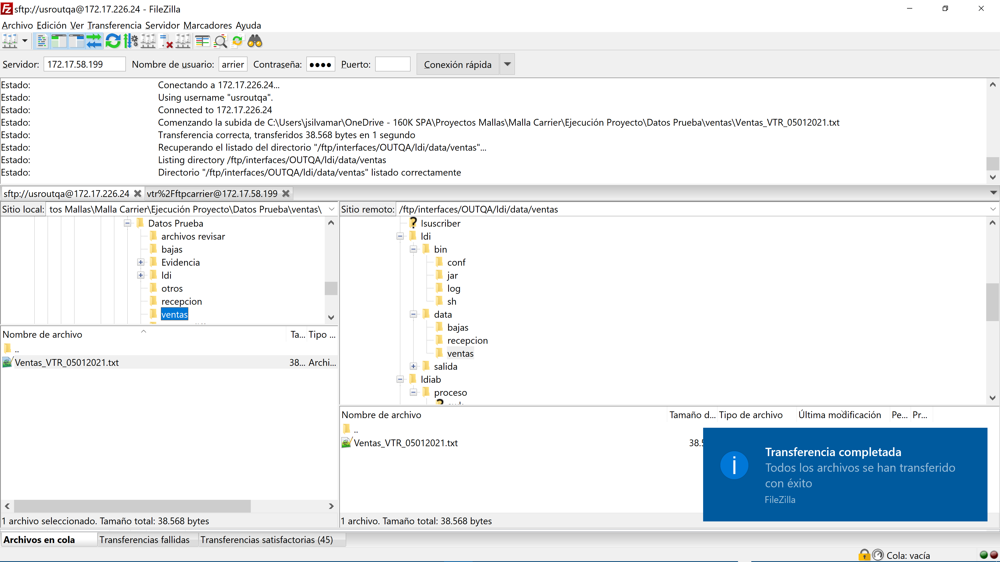 sftp://usroutqa@172.17.226.24 - FileZilla
Archivo Edición Ver Transferencia Servidor Marcadores Ayuda
Servidor: 172.17.58.199 Nombre de usuario: arrier Contraseña: ●●●● Puerto: Conexión rápida
Estado: Conectando a 172.17.226.24...
Estado: Using username "usroutqa".
Estado: Connected to 172.17.226.24
Estado: Comenzando la subida de C:\Users\jsilvamar\OneDrive - 160K SPA\Proyectos Mallas\Malla Carrier\Ejecución Proyecto\Datos Prueba\ventas\Ventas_VTR_05012021.txt
Estado: Transferencia correcta, transferidos 38.568 bytes en 1 segundo
Estado: Recuperando el listado del directorio "/ftp/interfaces/OUTQA/ldi/data/ventas"...
Estado: Listing directory /ftp/interfaces/OUTQA/ldi/data/ventas
Estado: Directorio "/ftp/interfaces/OUTQA/ldi/data/ventas" listado correctamente
sftp://usroutqa@172.17.226.24 vtr%2Fftpcarrier@172.17.58.199
Sitio local: tos Mallas\Malla Carrier\Ejecución Proyecto\Datos Prueba\ventas\
Datos Prueba
archivos revisar
bajas
Evidencia
ldi
otros
recepcion
ventas
Nombre de archivo Ta... Tipo ...
..
Ventas_VTR_05012021.txt 38... Archi...
1 archivo seleccionado. Tamaño total: 38.568 bytes
Sitio remoto: /ftp/interfaces/OUTQA/ldi/data/ventas
lsuscriber
ldi
bin
conf
jar
log
sh
data
bajas
recepcion
ventas
salida
ldiab
proceso
Nombre de archivo Tamaño d... Tipo de archivo Última modificación Pe... Pr...
..
Ventas_VTR_05012021.txt 38.5
1 archivo. Tamaño total: 38.568 bytes
Transferencia completada
Todos los archivos se han transferido
con éxito
FileZilla
Archivos en cola Transferencias fallidas Transferencias satisfactorias (45)
Cola: vacía